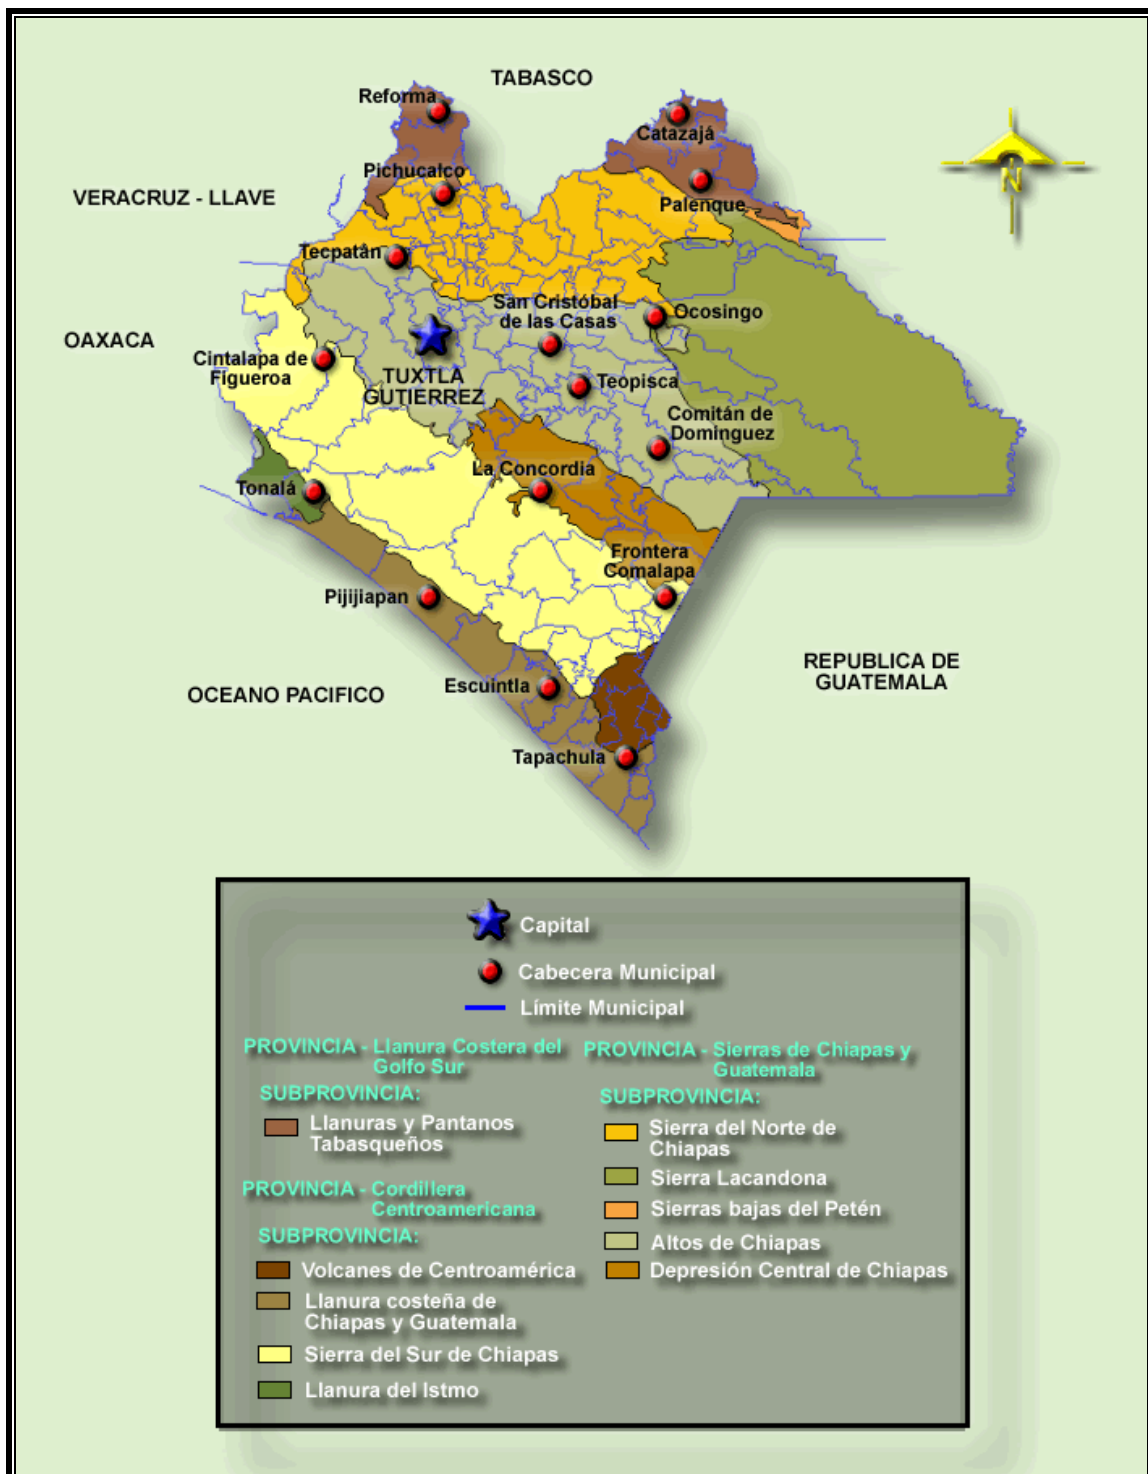 TABASCO
Reforma
Catazajá
Pichucalco
VERACRUZ - LLAVE
Palenque
N
Tecpatán
San Cristóbal
de las Casas
Ocosingo
OAXACA
Cintalapa de
Figueroa
TUXTLA
GUTIERREZ
Teopisca
Comitán de
Dominguez
La Concordia
Tonalá
Frontera
Comalapa
Pijijiapan
REPUBLICA DE
GUATEMALA
OCEANO PACIFICO
Escuintla
Tapachula
Capital
Cabecera Municipal
Límite Municipal
PROVINCIA - Llanura Costera del
Golfo Sur
SUBPROVINCIA:
Llanuras y Pantanos
Tabasqueños
PROVINCIA - Cordillera
Centroamericana
SUBPROVINCIA:
Volcanes de Centroamérica
Llanura costeña de
Chiapas y Guatemala
Sierra del Sur de Chiapas
Llanura del Istmo
PROVINCIA - Sierras de Chiapas y
Guatemala
SUBPROVINCIA:
Sierra del Norte de
Chiapas
Sierra Lacandona
Sierras bajas del Petén
Altos de Chiapas
Depresión Central de Chiapas